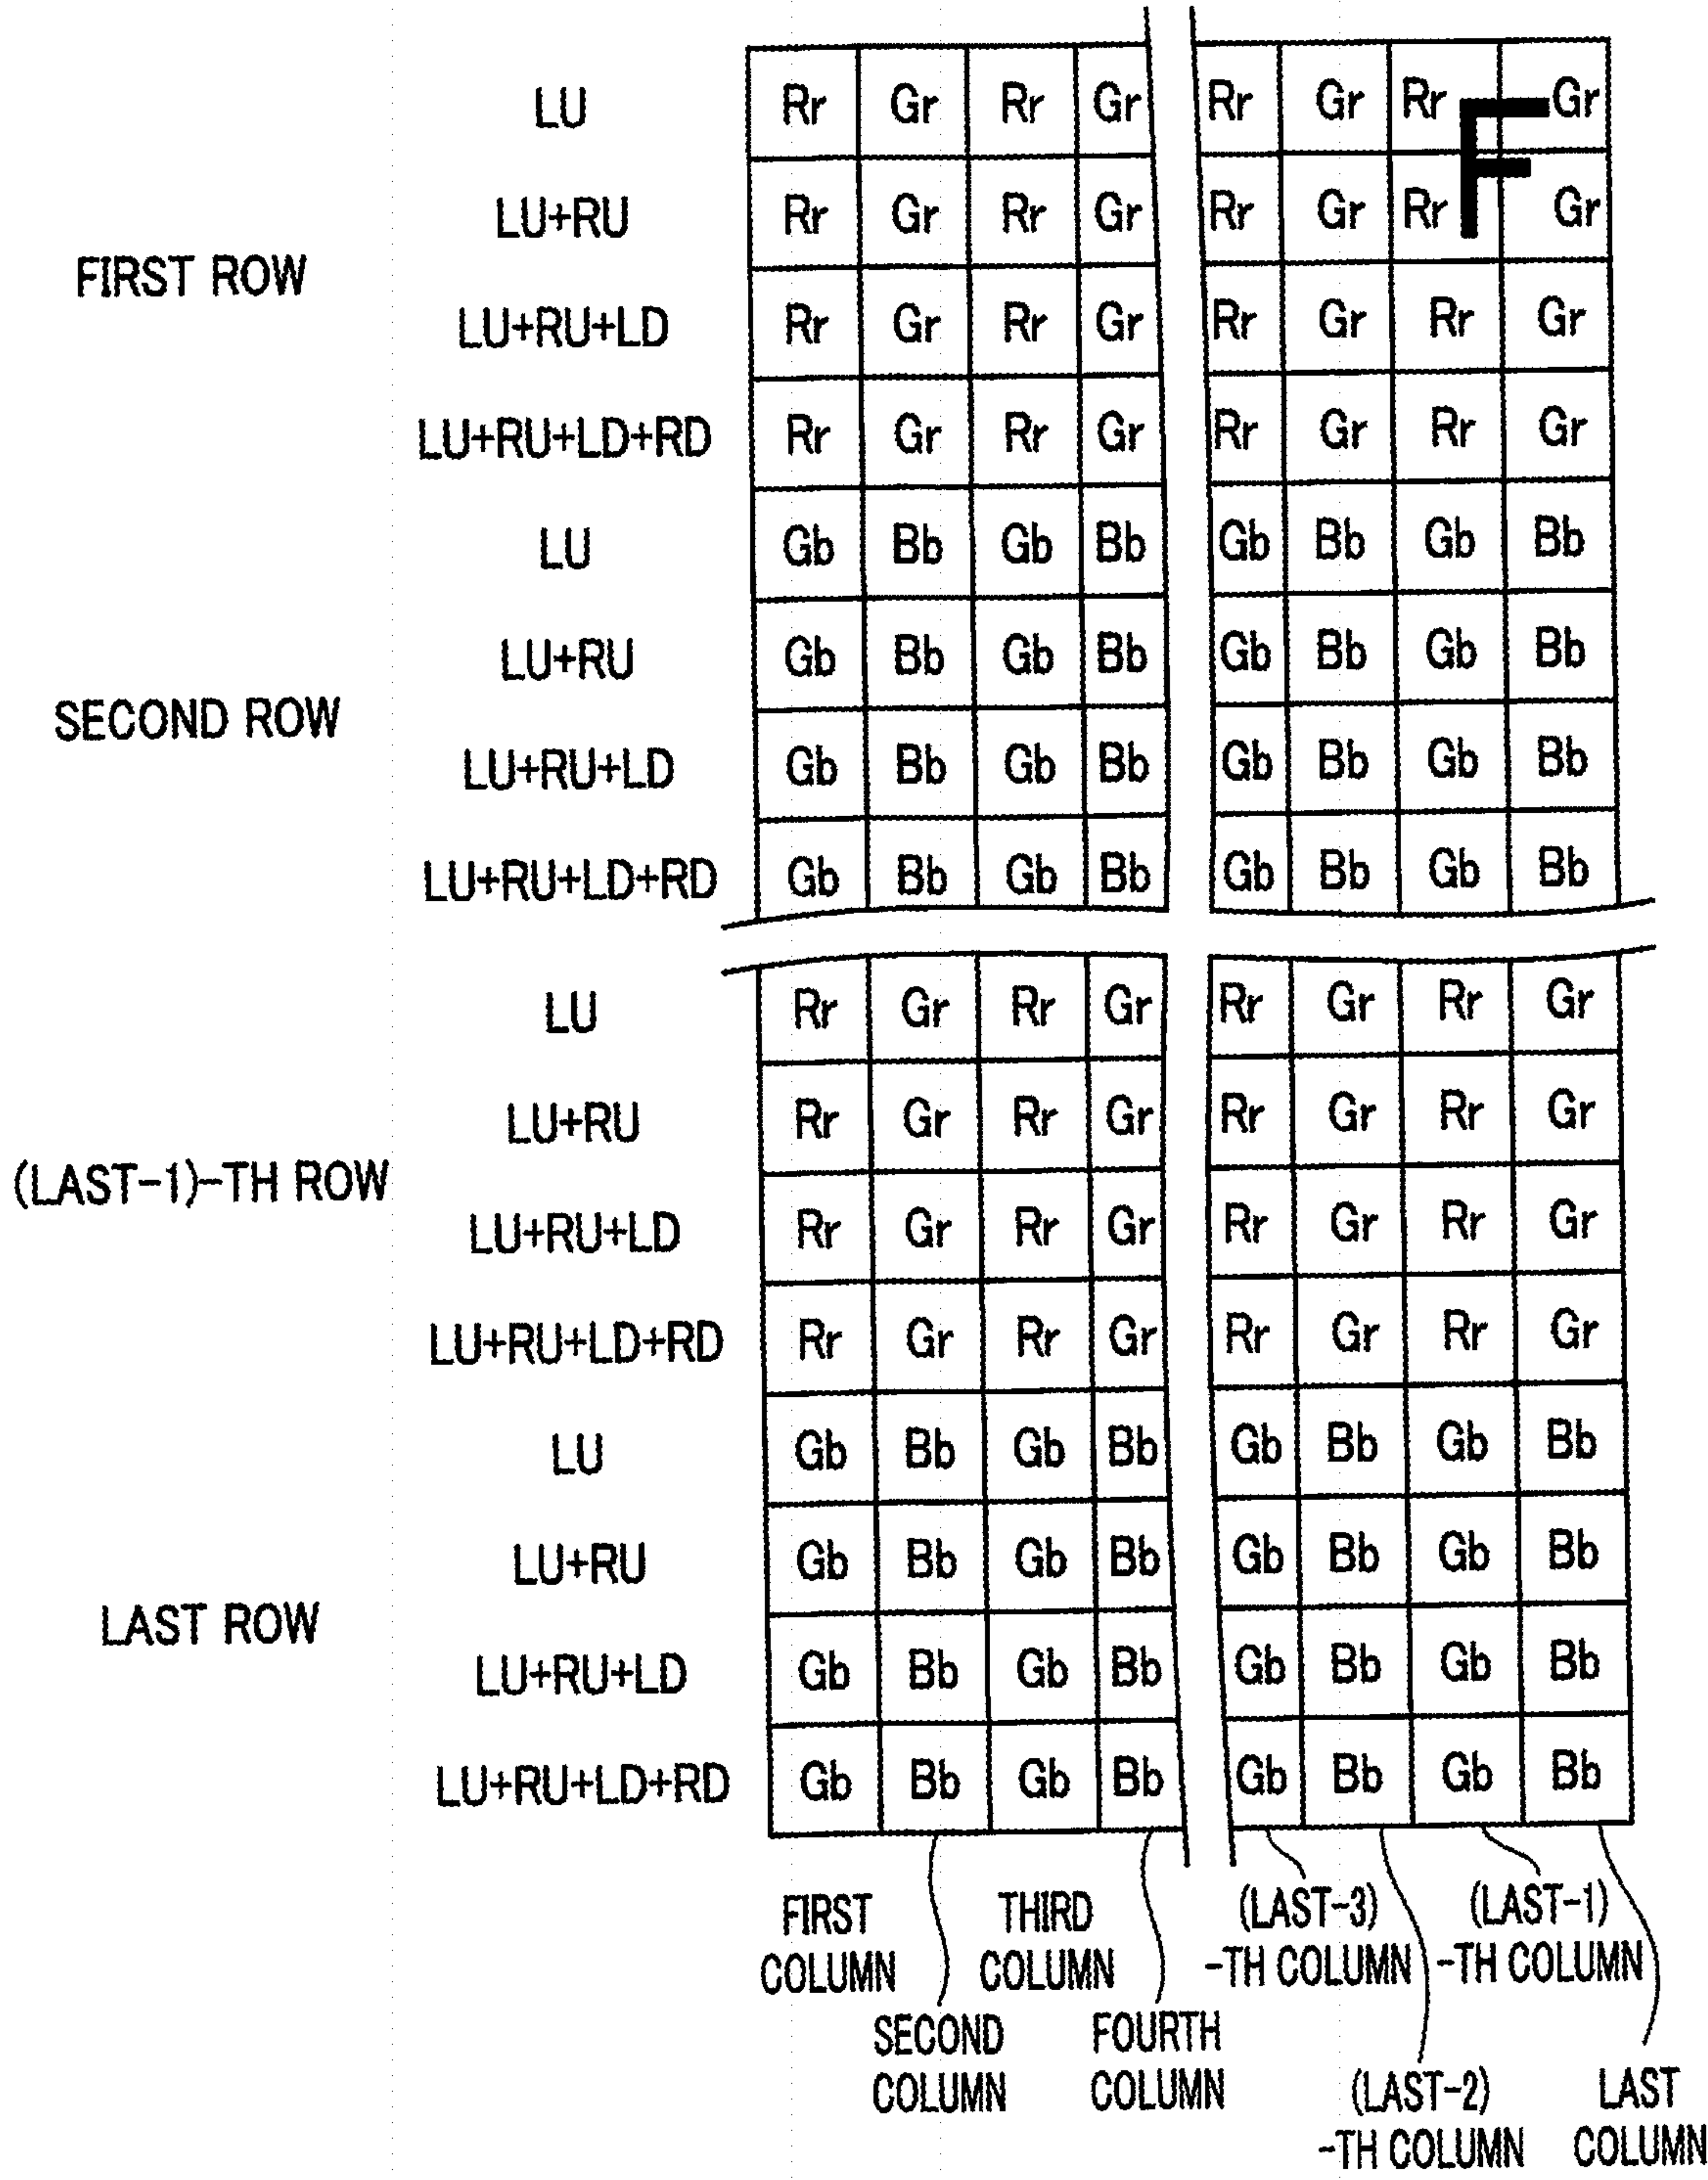 LU Rr Gr Rr Gr Rr Gr Rr Gr
LU+RU Rr Gr Rr Gr Rr Gr Rr Gr
F
FIRST ROW
LU+RU+LD Rr Gr Rr Gr Rr Gr Rr Gr
LU+RU+LD+RD Rr Gr Rr Gr Rr Gr Rr Gr
LU Gb Bb Gb Bb Gb Bb Gb Bb
LU+RU Gb Bb Gb Bb Gb Bb Gb Bb
SECOND ROW
LU+RU+LD Gb Bb Gb Bb Gb Bb Gb Bb
LU+RU+LD+RD Gb Bb Gb Bb Gb Bb Gb Bb
LU Rr Gr Rr Gr Rr Gr Rr Gr
LU+RU Rr Gr Rr Gr Rr Gr Rr Gr
(LAST-1)-TH ROW
LU+RU+LD Rr Gr Rr Gr Rr Gr Rr Gr
LU+RU+LD+RD Rr Gr Rr Gr Rr Gr Rr Gr
LU Gb Bb Gb Bb Gb Bb Gb Bb
LU+RU Gb Bb Gb Bb Gb Bb Gb Bb
LAST ROW
LU+RU+LD Gb Bb Gb Bb Gb Bb Gb Bb
LU+RU+LD+RD Gb Bb Gb Bb Gb Bb Gb Bb
FIRST
COLUMN
SECOND
COLUMN
THIRD
COLUMN
FOURTH
COLUMN
(LAST-3)
-TH COLUMN
(LAST-2)
-TH COLUMN
(LAST-1)
-TH COLUMN
LAST
COLUMN